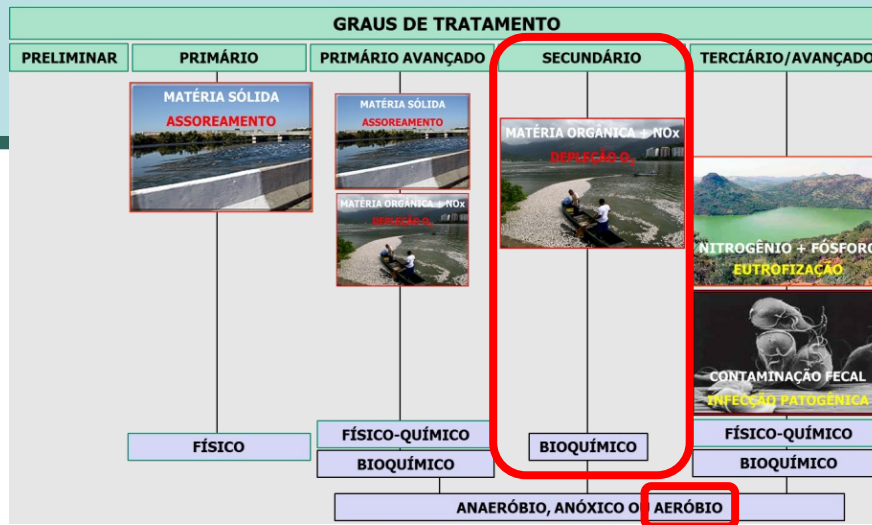 GRAUS DE TRATAMENTO
PRELIMINAR
PRIMÁRIO
PRIMÁRIO AVANÇADO
SECUNDÁRIO
TERCIÁRIO/AVANÇADO
MATÉRIA SÓLIDA
ASSOREAMENTO
MATÉRIA SÓLIDA
ASSOREAMENTO
MATÉRIA ORGÂNICA + NOx
DEPLEÇÃO O₂
MATÉRIA ORGÂNICA + NOx
DEPLEÇÃO O₂
NITROGÊNIO + FÓSFORO
EUTROFIZAÇÃO
CONTAMINAÇÃO FECAL
INFECÇÃO PATOGÊNICA
FÍSICO
FÍSICO-QUÍMICO
BIOQUÍMICO
BIOQUÍMICO
FÍSICO-QUÍMICO
BIOQUÍMICO
ANAERÓBIO, ANÓXICO OU AERÓBIO